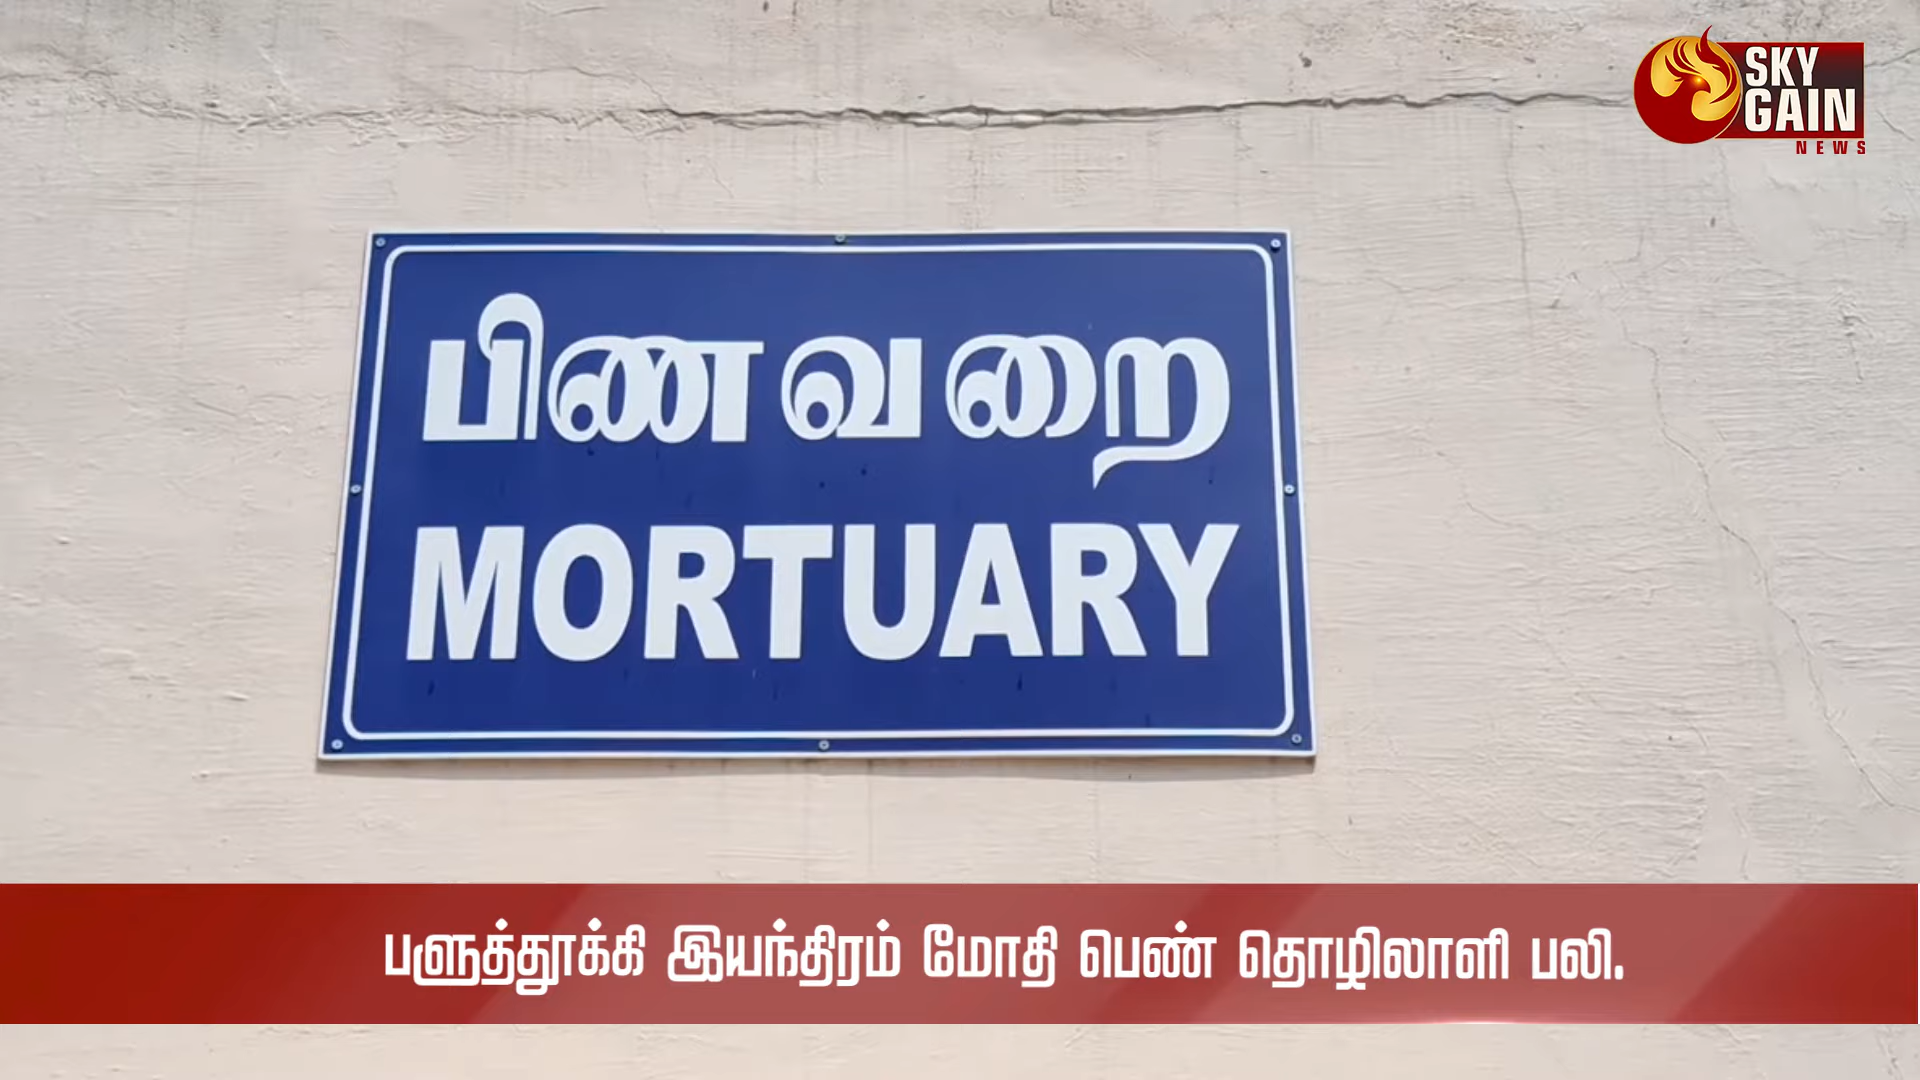 SKY
GAIN
NEWS
பிணவறை
MORTUARY
பளுத்தூக்கி இயந்திரம் மோதி பெண் தொழிலாளி பலி.